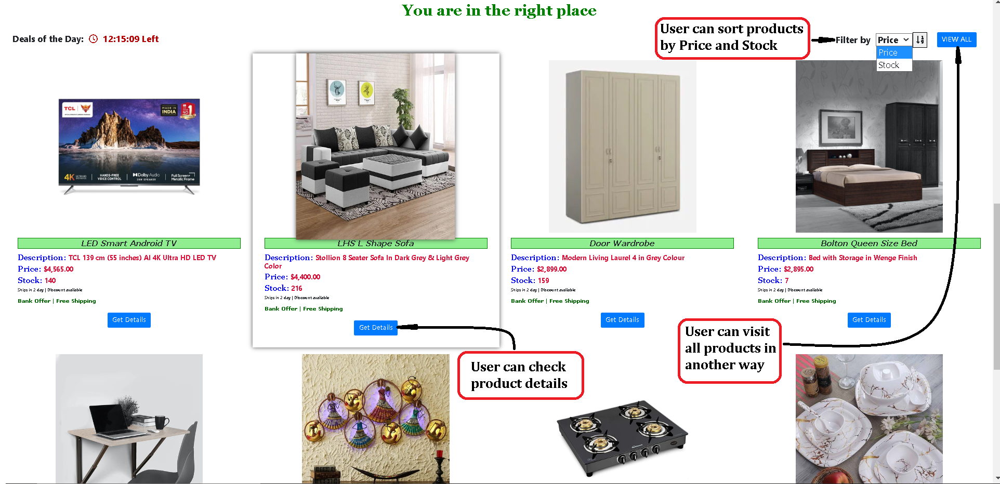 You are in the right place
Deals of the Day: 12:15:09 Left
User can sort products
by Price and Stock
Filter by Price VIEW ALL
Price
Stock
TCL
MADE IN
INDIA
NO 1
4K ULTRA HD
HANDS-FREE
VOICE CONTROL
Dolby Audio
Full Screen+
Metallic Frame
LED Smart Android TV
Description: TCL 139 cm (55 inches) AI 4K Ultra HD LED TV
Price: $4,565.00
Stock: 140
Ships in 2 day | Discount available
Bank Offer | Free Shipping
Get Details
LHS L Shape Sofa
Description: Stollion 8 Seater Sofa In Dark Grey & Light Grey
Color
Price: $4,400.00
Stock: 216
Ships in 2 day | Discount available
Bank Offer | Free Shipping
Get Details
Door Wardrobe
Description: Modern Living Laurel 4 in Grey Colour
Price: $2,899.00
Stock: 159
Ships in 2 day | Discount available
Bank Offer | Free Shipping
Get Details
Bolton Queen Size Bed
Description: Bed with Storage in Wenge Finish
Price: $2,895.00
Stock: 7
Ships in 2 day | Discount available
Bank Offer | Free Shipping
Get Details
User can check
product details
User can visit
all products in
another way